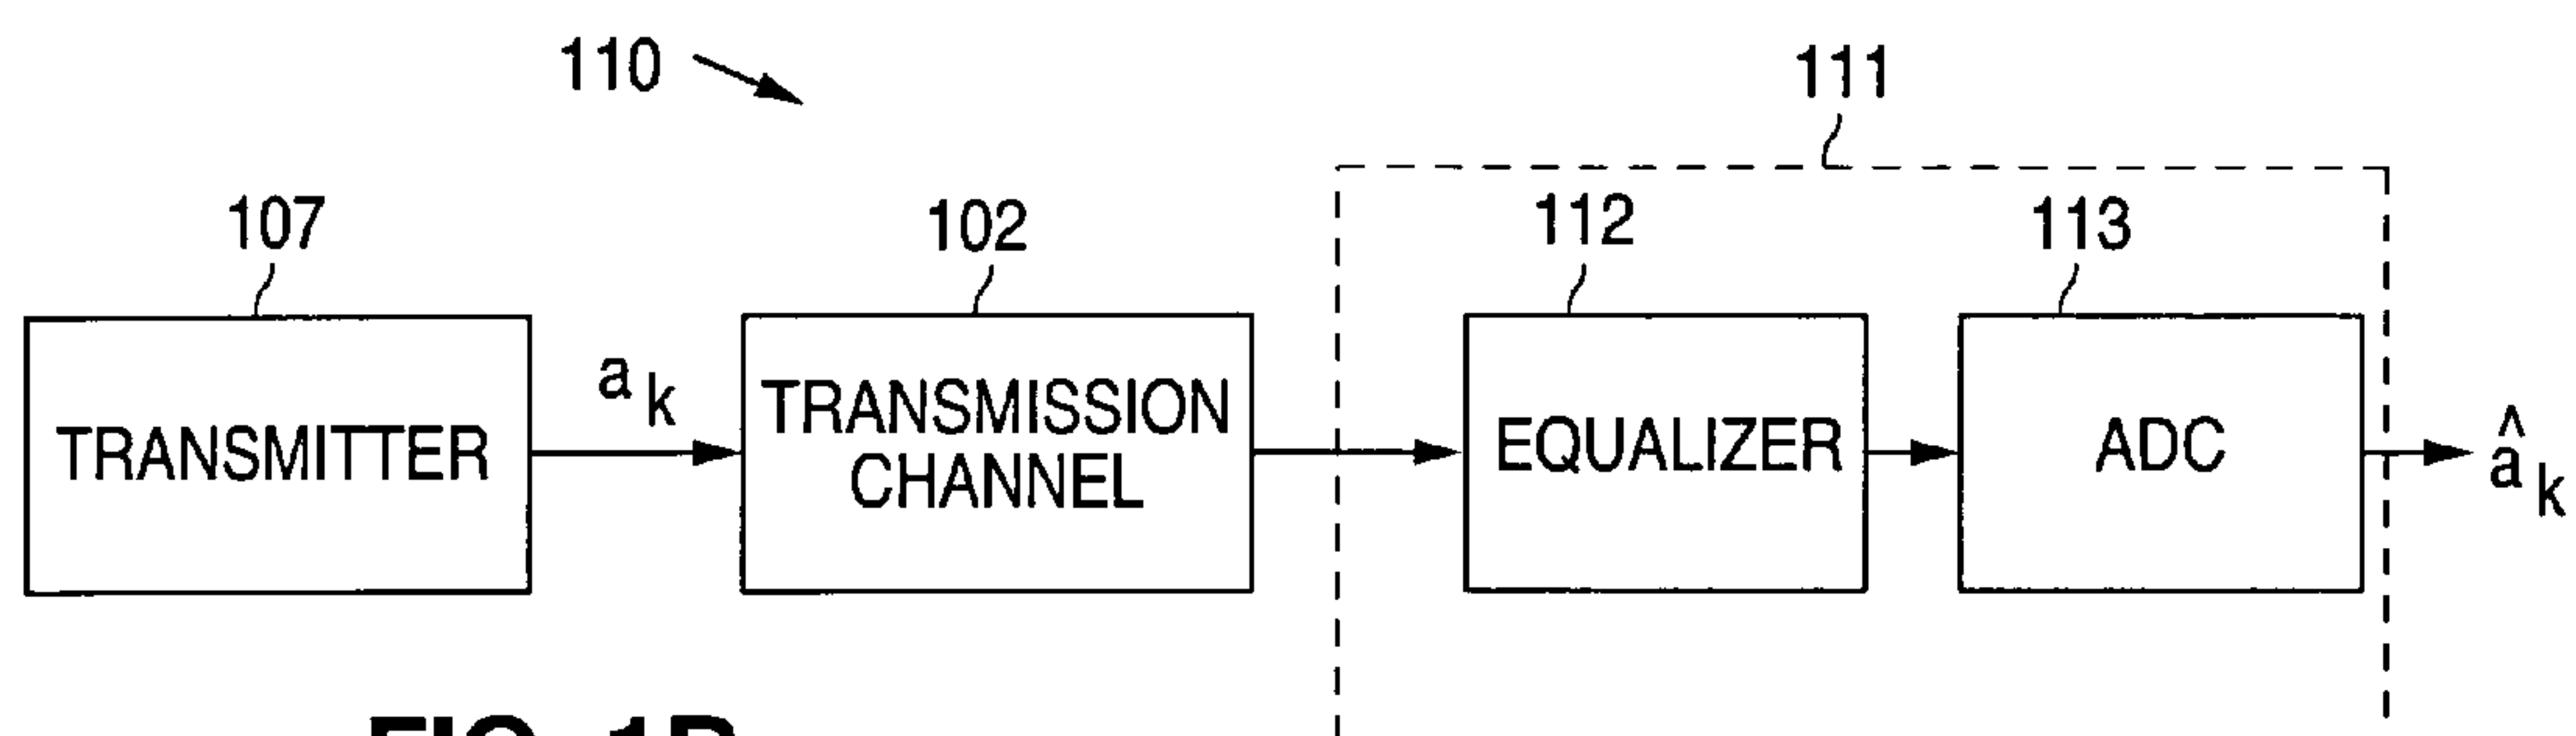 110
111
107
102
112
113
TRANSMITTER
a k
TRANSMISSION
CHANNEL
EQUALIZER
ADC
â k